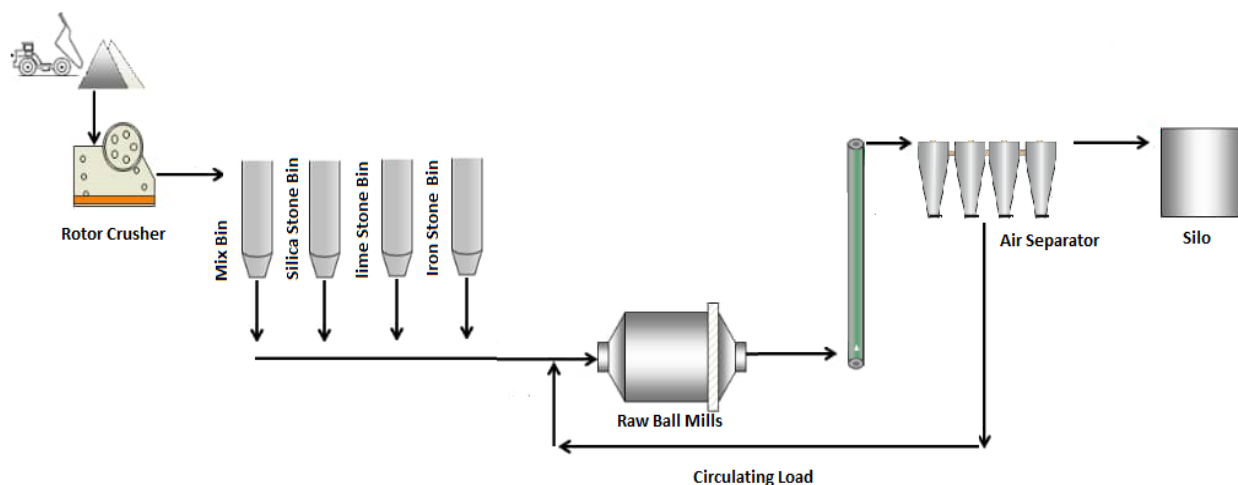 Rotor Crusher
Mix Bin
Silica Stone Bin
lime Stone Bin
Iron Stone Bin
Raw Ball Mills
Air Separator
Silo
Circulating Load